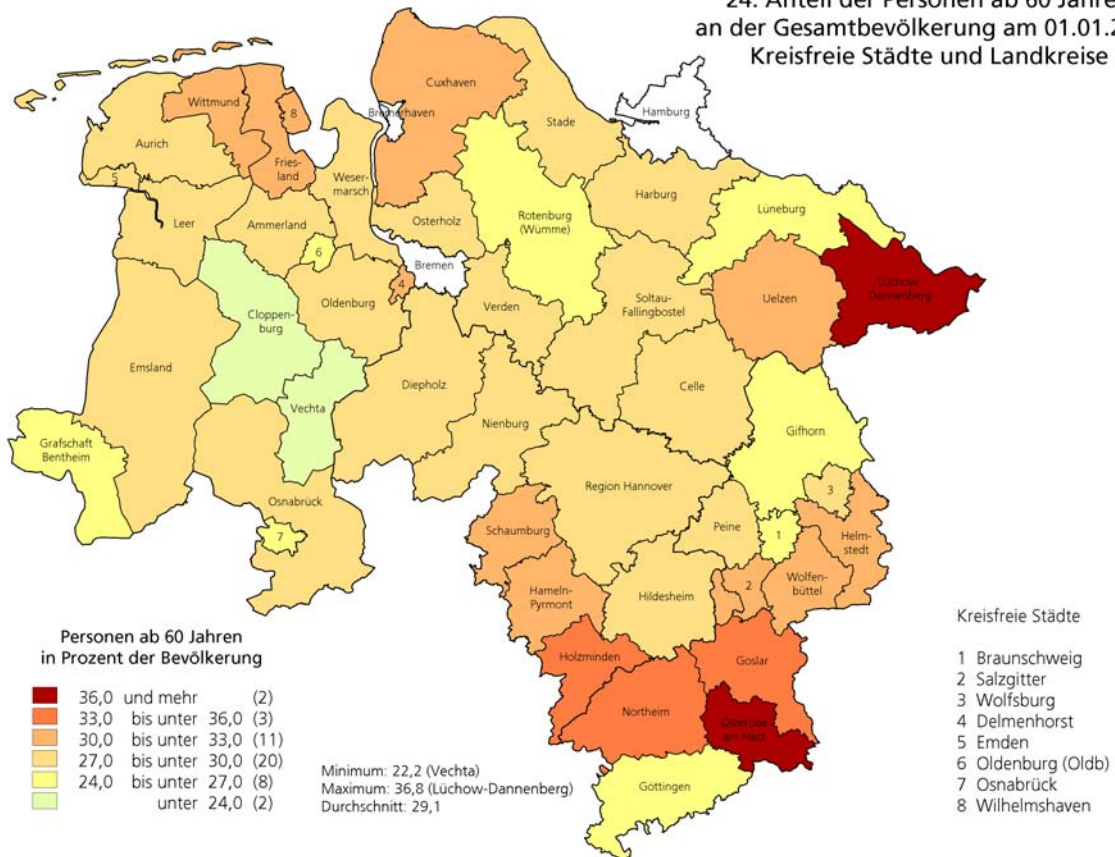 24. Anteil der Personen ab 60 Jahre
an der Gesamtbevölkerung am 01.01.2
Kreisfreie Städte und Landkreise
Cuxhaven
Wittmund
8
Bremerhaven
Hamburg
Stade
Aurich
Fries-
land
Weser-
marsch
5
Harburg
Leer
Ammerland
Osterholz
Rotenburg
(Wümme)
Lüneburg
6
Bremen
4
Oldenburg
Verden
Soltau-
Fallingbostel
Uelzen
Lüchow-
Dannenberg
Cloppen-
burg
Emsland
Diepholz
Celle
Vechta
Nienburg
Gifhorn
Grafschaft
Bentheim
Region Hannover
3
Osnabrück
7
Schaumburg
Peine
1
Helm-
stedt
Hameln-
Pyrmont
Hildesheim
2
Wolfen-
büttel
Holzminden
Goslar
Northeim
Osterode
am Harz
Göttingen
Personen ab 60 Jahren
in Prozent der Bevölkerung
36,0 und mehr (2)
33,0 bis unter 36,0 (3)
30,0 bis unter 33,0 (11)
27,0 bis unter 30,0 (20)
24,0 bis unter 27,0 (8)
unter 24,0 (2)
Minimum: 22,2 (Vechta)
Maximum: 36,8 (Lüchow-Dannenberg)
Durchschnitt: 29,1
Kreisfreie Städte
1 Braunschweig
2 Salzgitter
3 Wolfsburg
4 Delmenhorst
5 Emden
6 Oldenburg (Oldb)
7 Osnabrück
8 Wilhelmshaven